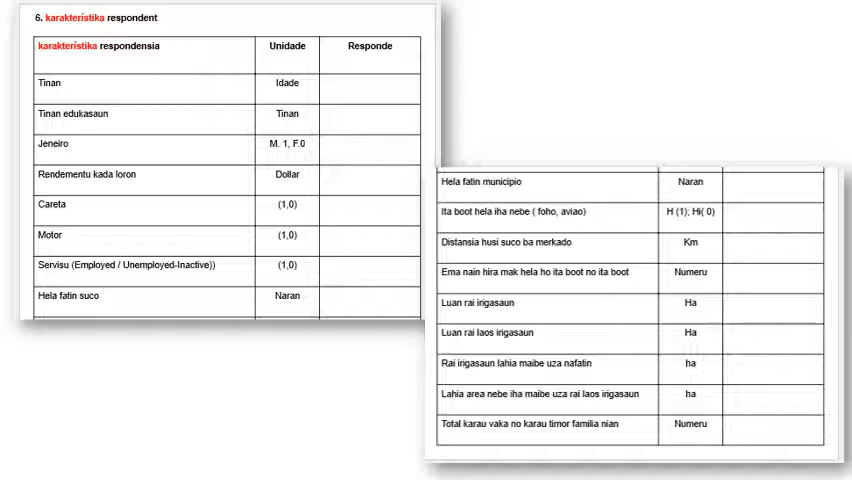 6. karakterístika respondent
karakterístika respondensia Unidade Responde
Tinan Idade
Tinan edukasaun Tinan
Jeneiro M. 1, F.0
Rendementu kada loron Dollar
Careta (1,0)
Motor (1,0)
Servisu (Employed / Unemployed-Inactive)) (1,0)
Hela fatin suco Naran
Hela fatin municipio Naran
Ita boot hela iha nebe ( foho, aviao) H (1); Hi( 0)
Distansia husi suco ba merkado Km
Ema nain hira mak hela ho ita boot no ita boot Numeru
Luan rai irigasaun Ha
Luan rai laos irigasaun Ha
Rai irigasaun lahia maibe uza nafatin ha
Lahia area nebe iha maibe uza rai laos irigasaun ha
Total karau vaka no karau timor familia nian Numeru